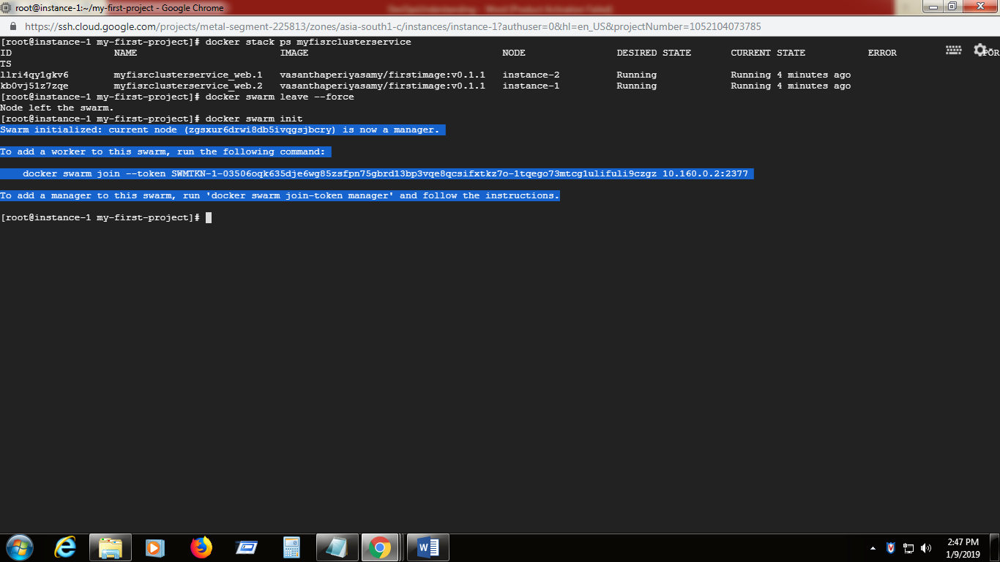 root@instance-1:~/my-first-project - Google Chrome
https://ssh.cloud.google.com/projects/metal-segment-225813/zones/asia-south1-c/instances/instance-1?authuser=0&hl=en_US&projectNumber=1052104073785
[root@instance-1 my-first-project]# docker stack ps myfisrclusterservice
ID NAME IMAGE NODE DESIRED STATE CURRENT STATE ERROR POR
TS
llri4qy1gkv6 myfisrclusterservice_web.1 vasanthaperiyasamy/firstimage:v0.1.1 instance-2 Running Running 4 minutes ago
kb0vj51z7zqe myfisrclusterservice_web.2 vasanthaperiyasamy/firstimage:v0.1.1 instance-1 Running Running 4 minutes ago
[root@instance-1 my-first-project]# docker swarm leave --force
Node left the swarm.
[root@instance-1 my-first-project]# docker swarm init
Swarm initialized: current node (zgsxur6drwi8db5ivqgsjbcry) is now a manager.
To add a worker to this swarm, run the following command:
docker swarm join --token SWMTKN-1-03506oqk635dje6wg85zsfpn75gbrd13bp3vqe8qcsifxtkz7o-1tqego73mtcg1ulifuli9czgz 10.160.0.2:2377
To add a manager to this swarm, run 'docker swarm join-token manager' and follow the instructions.
[root@instance-1 my-first-project]#
2:47 PM
1/9/2019